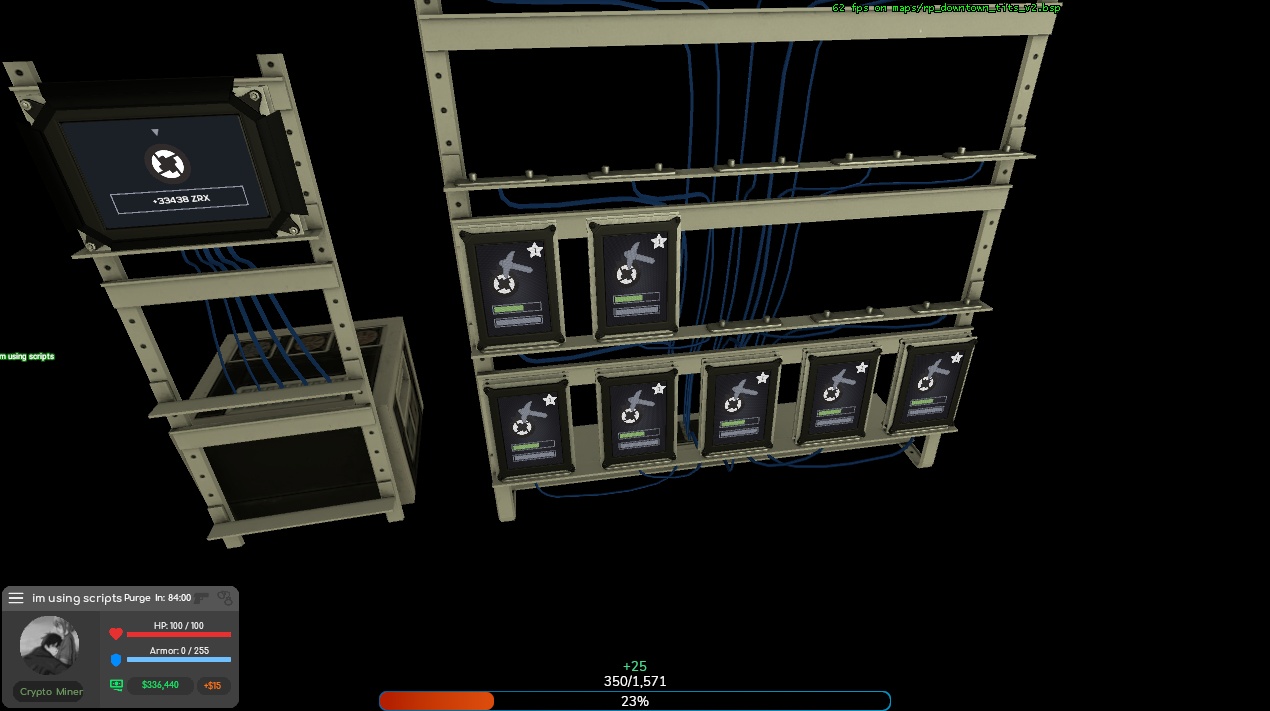 62 fps on maps/rp_downtown_tits_v2.bsp
+33438 ZRX
im using scripts
im using scripts Purge In: 84:00
HP: 100 / 100
Armor: 0 / 255
Crypto Miner
$336,440
+$15
+25
350/1,571
23%